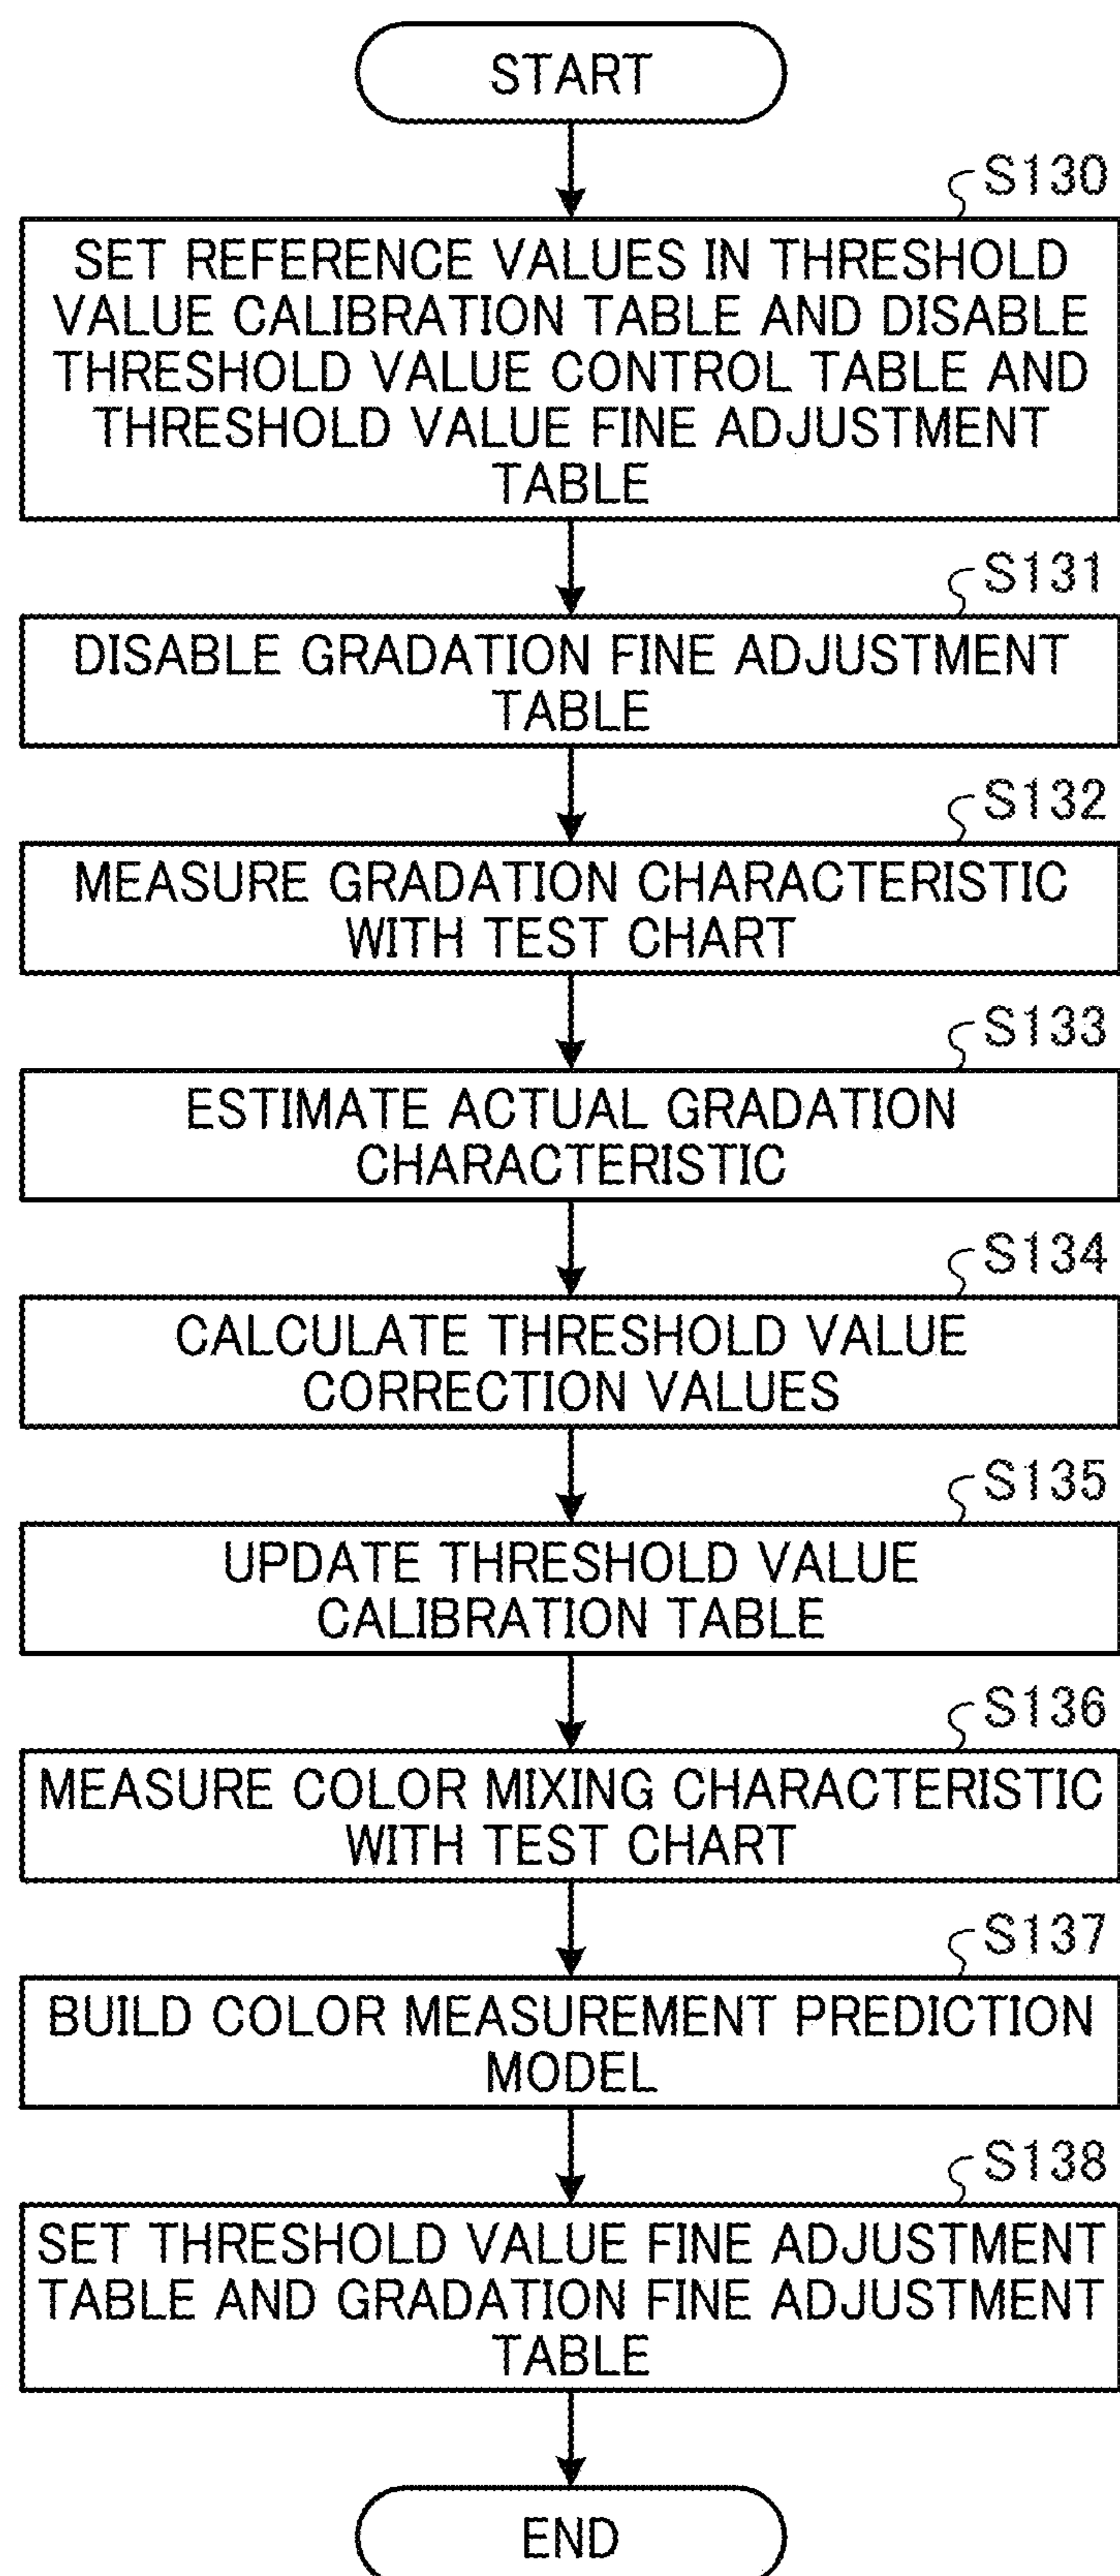 START
S130
SET REFERENCE VALUES IN THRESHOLD
VALUE CALIBRATION TABLE AND DISABLE
THRESHOLD VALUE CONTROL TABLE AND
THRESHOLD VALUE FINE ADJUSTMENT
TABLE
S131
DISABLE GRADATION FINE ADJUSTMENT
TABLE
S132
MEASURE GRADATION CHARACTERISTIC
WITH TEST CHART
S133
ESTIMATE ACTUAL GRADATION
CHARACTERISTIC
S134
CALCULATE THRESHOLD VALUE
CORRECTION VALUES
S135
UPDATE THRESHOLD VALUE
CALIBRATION TABLE
S136
MEASURE COLOR MIXING CHARACTERISTIC
WITH TEST CHART
S137
BUILD COLOR MEASUREMENT PREDICTION
MODEL
S138
SET THRESHOLD VALUE FINE ADJUSTMENT
TABLE AND GRADATION FINE ADJUSTMENT
TABLE
END